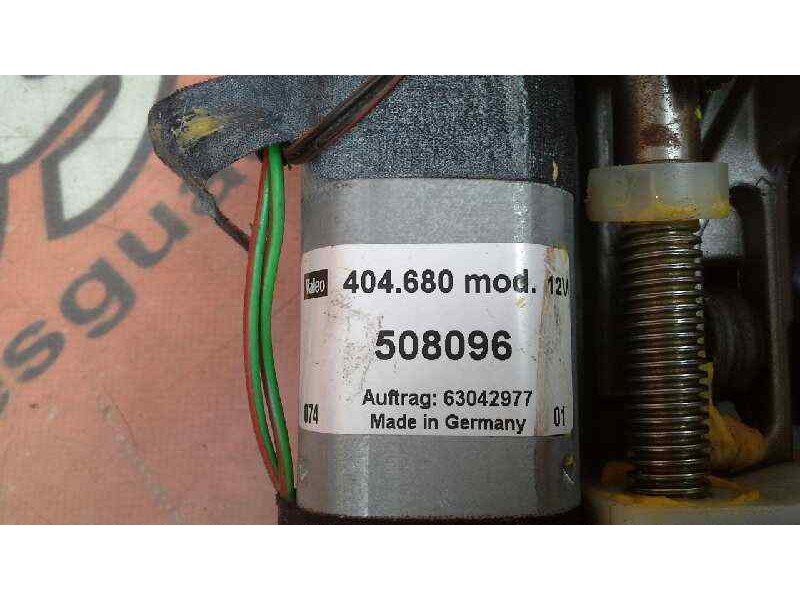 Valeo 404.680 mod. 12V
508096
Auftrag: 63042977
074 Made in Germany 01